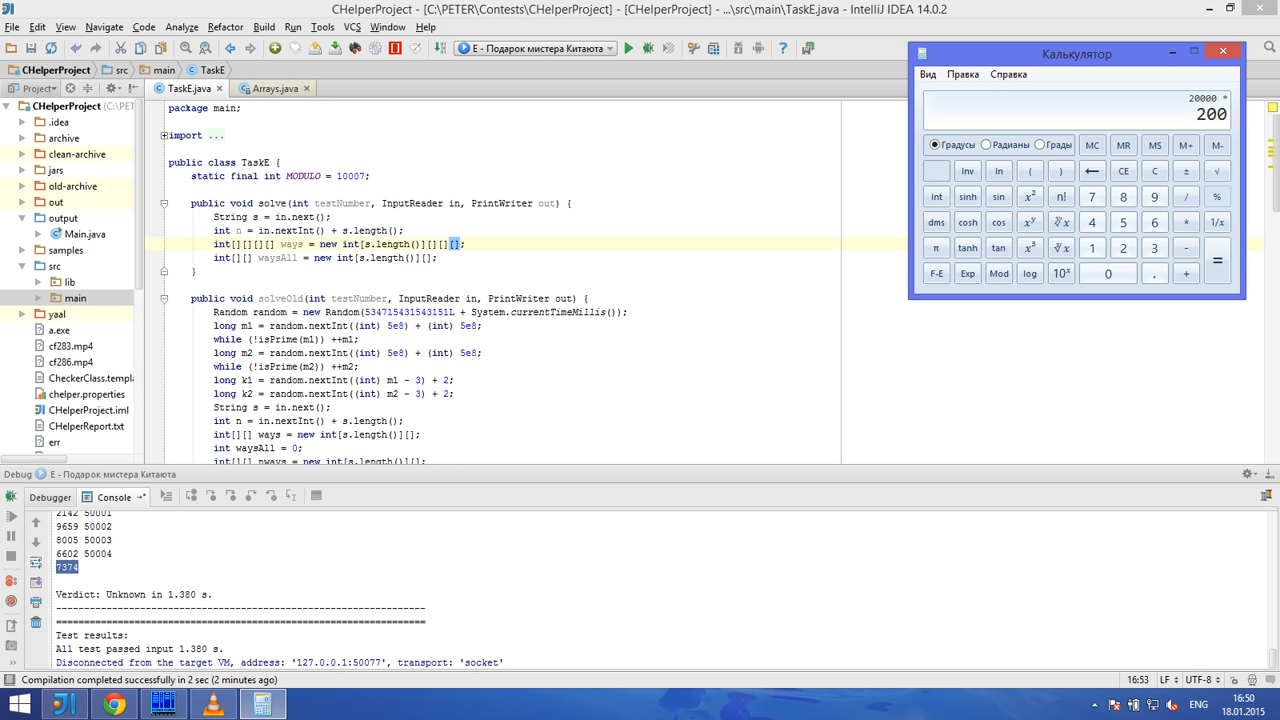 CHelperProject - [C:\PETER\Contests\CHelperProject] - [CHelperProject] - ...\src\main\TaskE.java - IntelliJ IDEA 14.0.2
File Edit View Navigate Code Analyze Refactor Build Run Tools VCS Window Help
E - Подарок мистера Китаюта
CHelperProject src main TaskE
Project
TaskE.java
Arrays.java
CHelperProject (C:\PE
.idea
archive
clean-archive
jars
old-archive
out
output
Main.java
samples
src
lib
main
yaal
a.exe
cf283.mp4
cf286.mp4
CheckerClass.templa
chelper.properties
CHelperProject.iml
CHelperReport.txt
err
package main;
import ...
public class TaskE {
static final int MODULO = 10007;
public void solve(int testNumber, InputReader in, PrintWriter out) {
String s = in.next();
int n = in.nextInt() + s.length();
int[][][][] ways = new int[s.length()][][][];
int[][] waysAll = new int[s.length()][];
}
public void solveOld(int testNumber, InputReader in, PrintWriter out) {
Random random = new Random(534715431543151L + System.currentTimeMillis());
long m1 = random.nextInt((int) 5e8) + (int) 5e8;
while (!isPrime(m1)) ++m1;
long m2 = random.nextInt((int) 5e8) + (int) 5e8;
while (!isPrime(m2)) ++m2;
long k1 = random.nextInt((int) m1 - 3) + 2;
long k2 = random.nextInt((int) m2 - 3) + 2;
String s = in.next();
int n = in.nextInt() + s.length();
int[][] ways = new int[s.length()][];
int waysAll = 0;
int[][] nways = new int[s.length()][];
Калькулятор
Вид Правка Справка
20000 *
200
Градусы Радианы Грады MC MR MS M+ M-
Inv ln ( ) ← CE C ± √
Int sinh sin x² n! 7 8 9 / %
dms cosh cos xʸ ʸ√x 4 5 6 * 1/x
π tanh tan x³ ³√x 1 2 3 - =
F-E Exp Mod log 10ˣ 0 , +
Debug E - Подарок мистера Китаюта
Debugger Console
2142 50001
9659 50002
8005 50003
6602 50004
7374
Verdict: Unknown in 1.380 s.
------------------------------------------------------------------
==================================================================
Test results:
All test passed input 1.380 s.
Disconnected from the target VM, address: '127.0.0.1:50077', transport: 'socket'
Compilation completed successfully in 2 sec (2 minutes ago)
16:53 LF UTF-8
ENG
16:50
18.01.2015